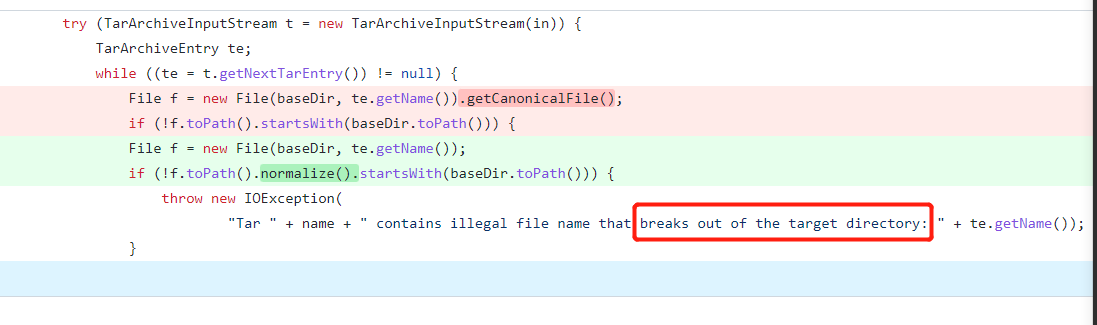 try (TarArchiveInputStream t = new TarArchiveInputStream(in)) {
TarArchiveEntry te;
while ((te = t.getNextTarEntry()) != null) {
File f = new File(baseDir, te.getName()).getCanonicalFile();
if (!f.toPath().startsWith(baseDir.toPath())) {
File f = new File(baseDir, te.getName());
if (!f.toPath().normalize().startsWith(baseDir.toPath())) {
throw new IOException(
"Tar " + name + " contains illegal file name that breaks out of the target directory: " + te.getName());
}